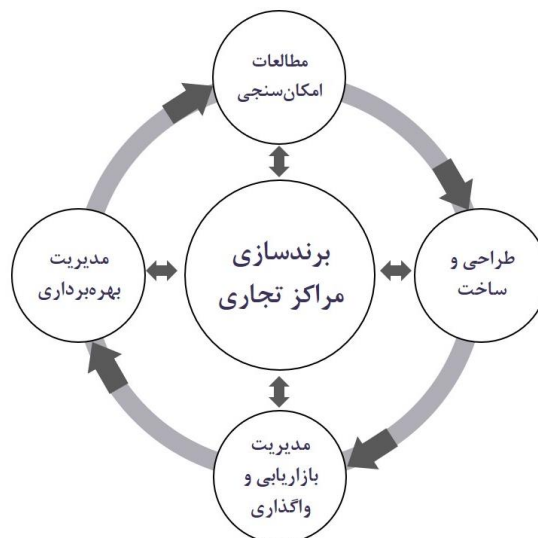 مطالعات
امکان‌سنجی
برندسازی
مراکز تجاری
طراحی و
ساخت
مدیریت
بهره‌برداری
مدیریت
بازاریابی و
واگذاری